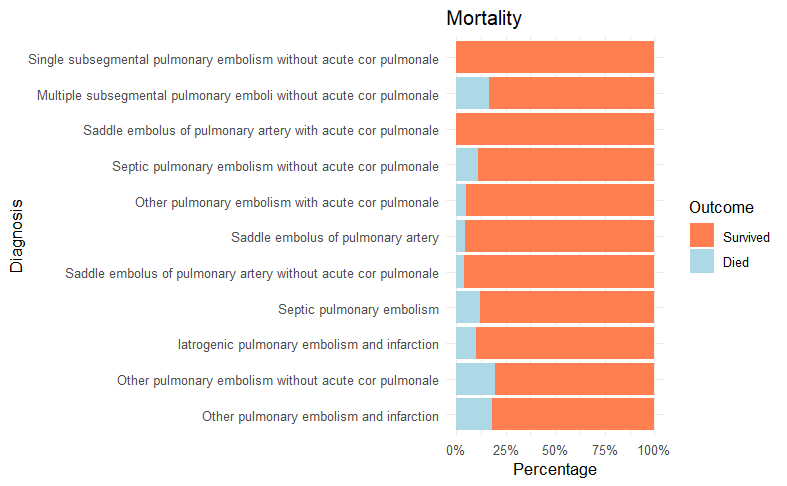 Mortality
Single subsegmental pulmonary embolism without acute cor pulmonale
Multiple subsegmental pulmonary emboli without acute cor pulmonale
Saddle embolus of pulmonary artery with acute cor pulmonale
Septic pulmonary embolism without acute cor pulmonale
Other pulmonary embolism with acute cor pulmonale
Saddle embolus of pulmonary artery
Saddle embolus of pulmonary artery without acute cor pulmonale
Septic pulmonary embolism
Iatrogenic pulmonary embolism and infarction
Other pulmonary embolism without acute cor pulmonale
Other pulmonary embolism and infarction
Diagnosis
0% 25% 50% 75% 100%
Percentage
Outcome
Survived
Died